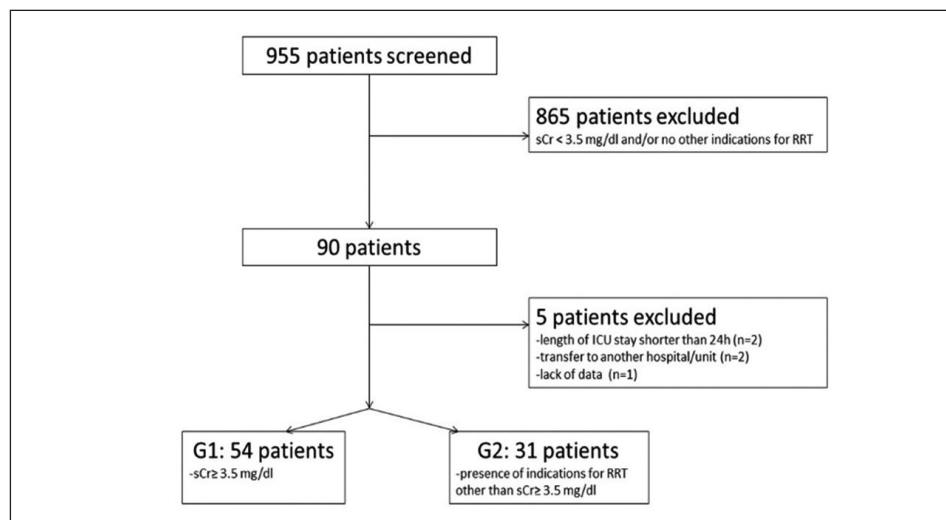 955 patients screened
865 patients excluded
sCr < 3.5 mg/dl and/or no other indications for RRT
90 patients
5 patients excluded
-length of ICU stay shorter than 24h (n=2)
-transfer to another hospital/unit (n=2)
-lack of data (n=1)
G1: 54 patients
-sCr≥ 3.5 mg/dl
G2: 31 patients
-presence of indications for RRT
other than sCr≥ 3.5 mg/dl